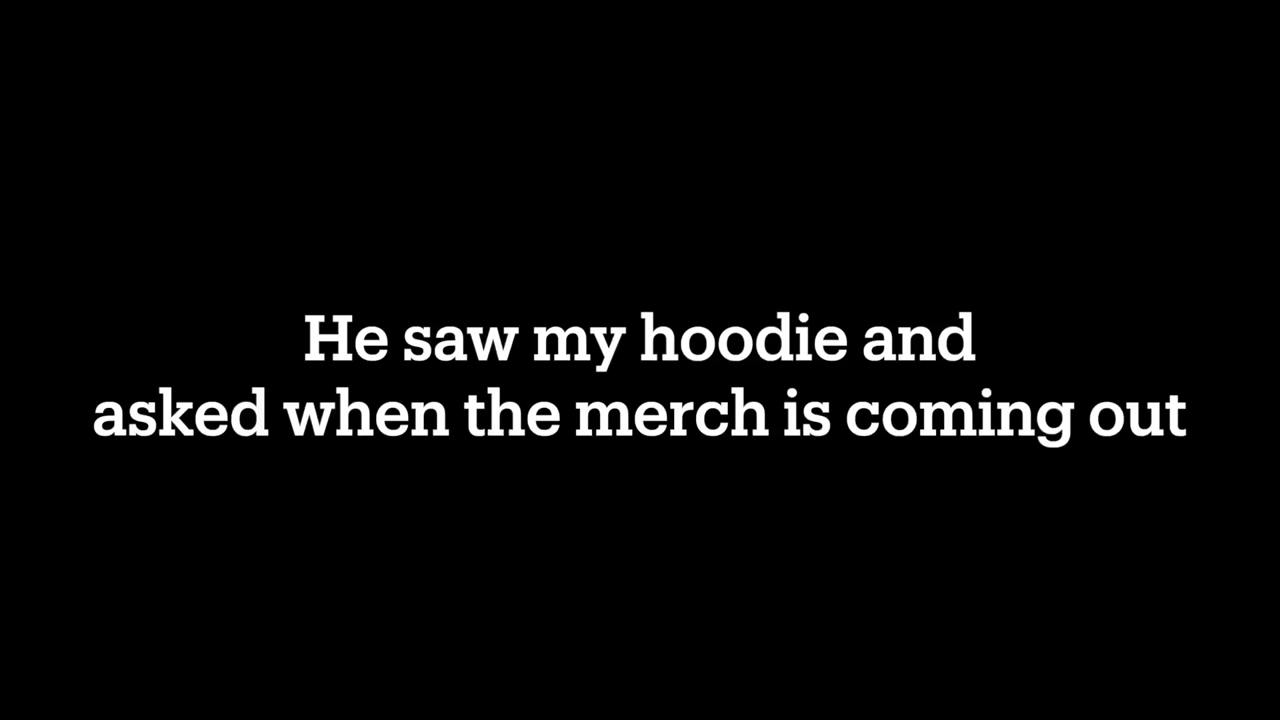 He saw my hoodie and
asked when the merch is coming out